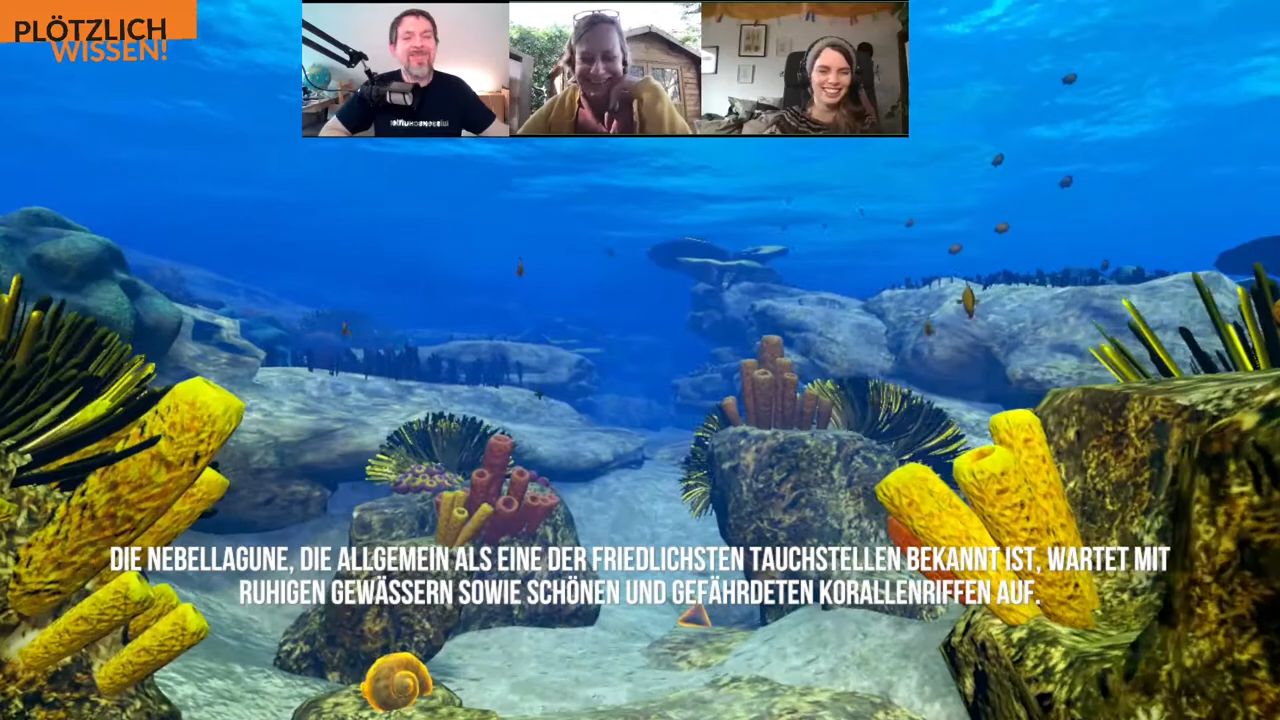 PLÖTZLICH
WISSEN!
DIE NEBELLAGUNE, DIE ALLGEMEIN ALS EINE DER FRIEDLICHSTEN TAUCHSTELLEN BEKANNT IST, WARTET MIT
RUHIGEN GEWÄSSERN SOWIE SCHÖNEN UND GEFÄHRDETEN KORALLENRIFFEN AUF.